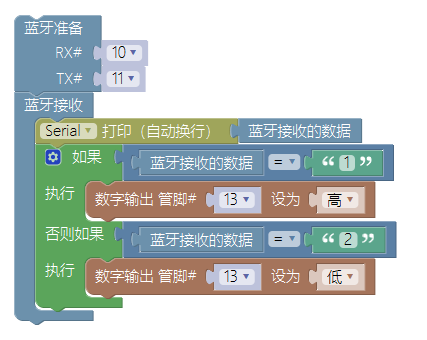 蓝牙准备
RX# 10
TX# 11
蓝牙接收
Serial 打印（自动换行） 蓝牙接收的数据
如果 蓝牙接收的数据 = “ 1 ”
执行 数字输出 管脚# 13 设为 高
否则如果 蓝牙接收的数据 = “ 2 ”
执行 数字输出 管脚# 13 设为 低